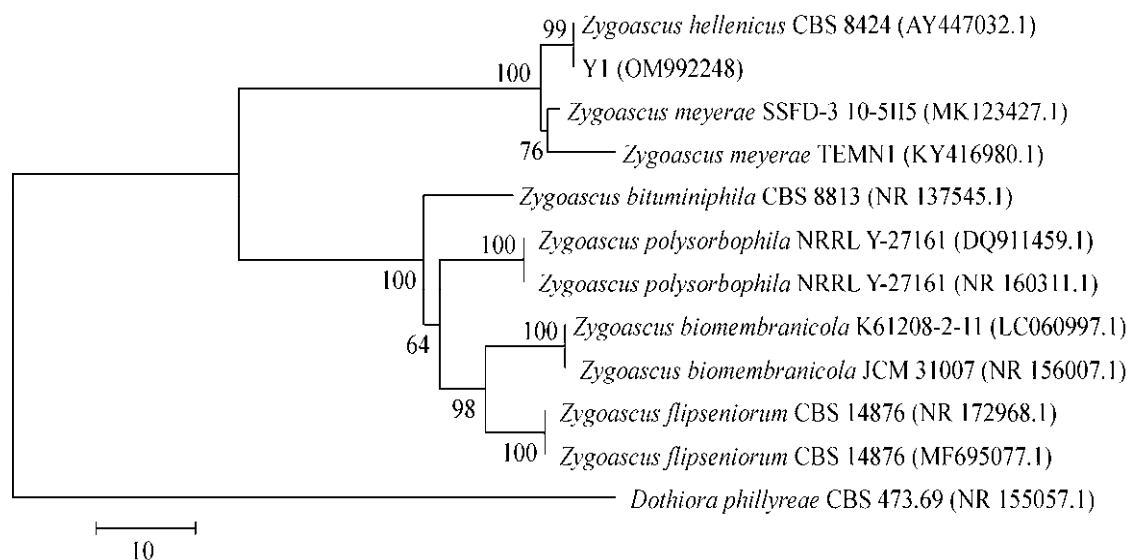 99 Zygoascus hellenicus CBS 8424 (AY447032.1)
Y1 (OM992248)
100
Zygoascus meyerae SSFD-3 10-5II5 (MK123427.1)
76 Zygoascus meyerae TEMN1 (KY416980.1)
Zygoascus bituminiphila CBS 8813 (NR 137545.1)
100 Zygoascus polysorbophila NRRL Y-27161 (DQ911459.1)
100 Zygoascus polysorbophila NRRL Y-27161 (NR 160311.1)
100 Zygoascus biomembranicola K61208-2-11 (LC060997.1)
64
Zygoascus biomembranicola JCM 31007 (NR 156007.1)
98 Zygoascus flipseniorum CBS 14876 (NR 172968.1)
100 Zygoascus flipseniorum CBS 14876 (MF695077.1)
Dothiora phillyreae CBS 473.69 (NR 155057.1)
10